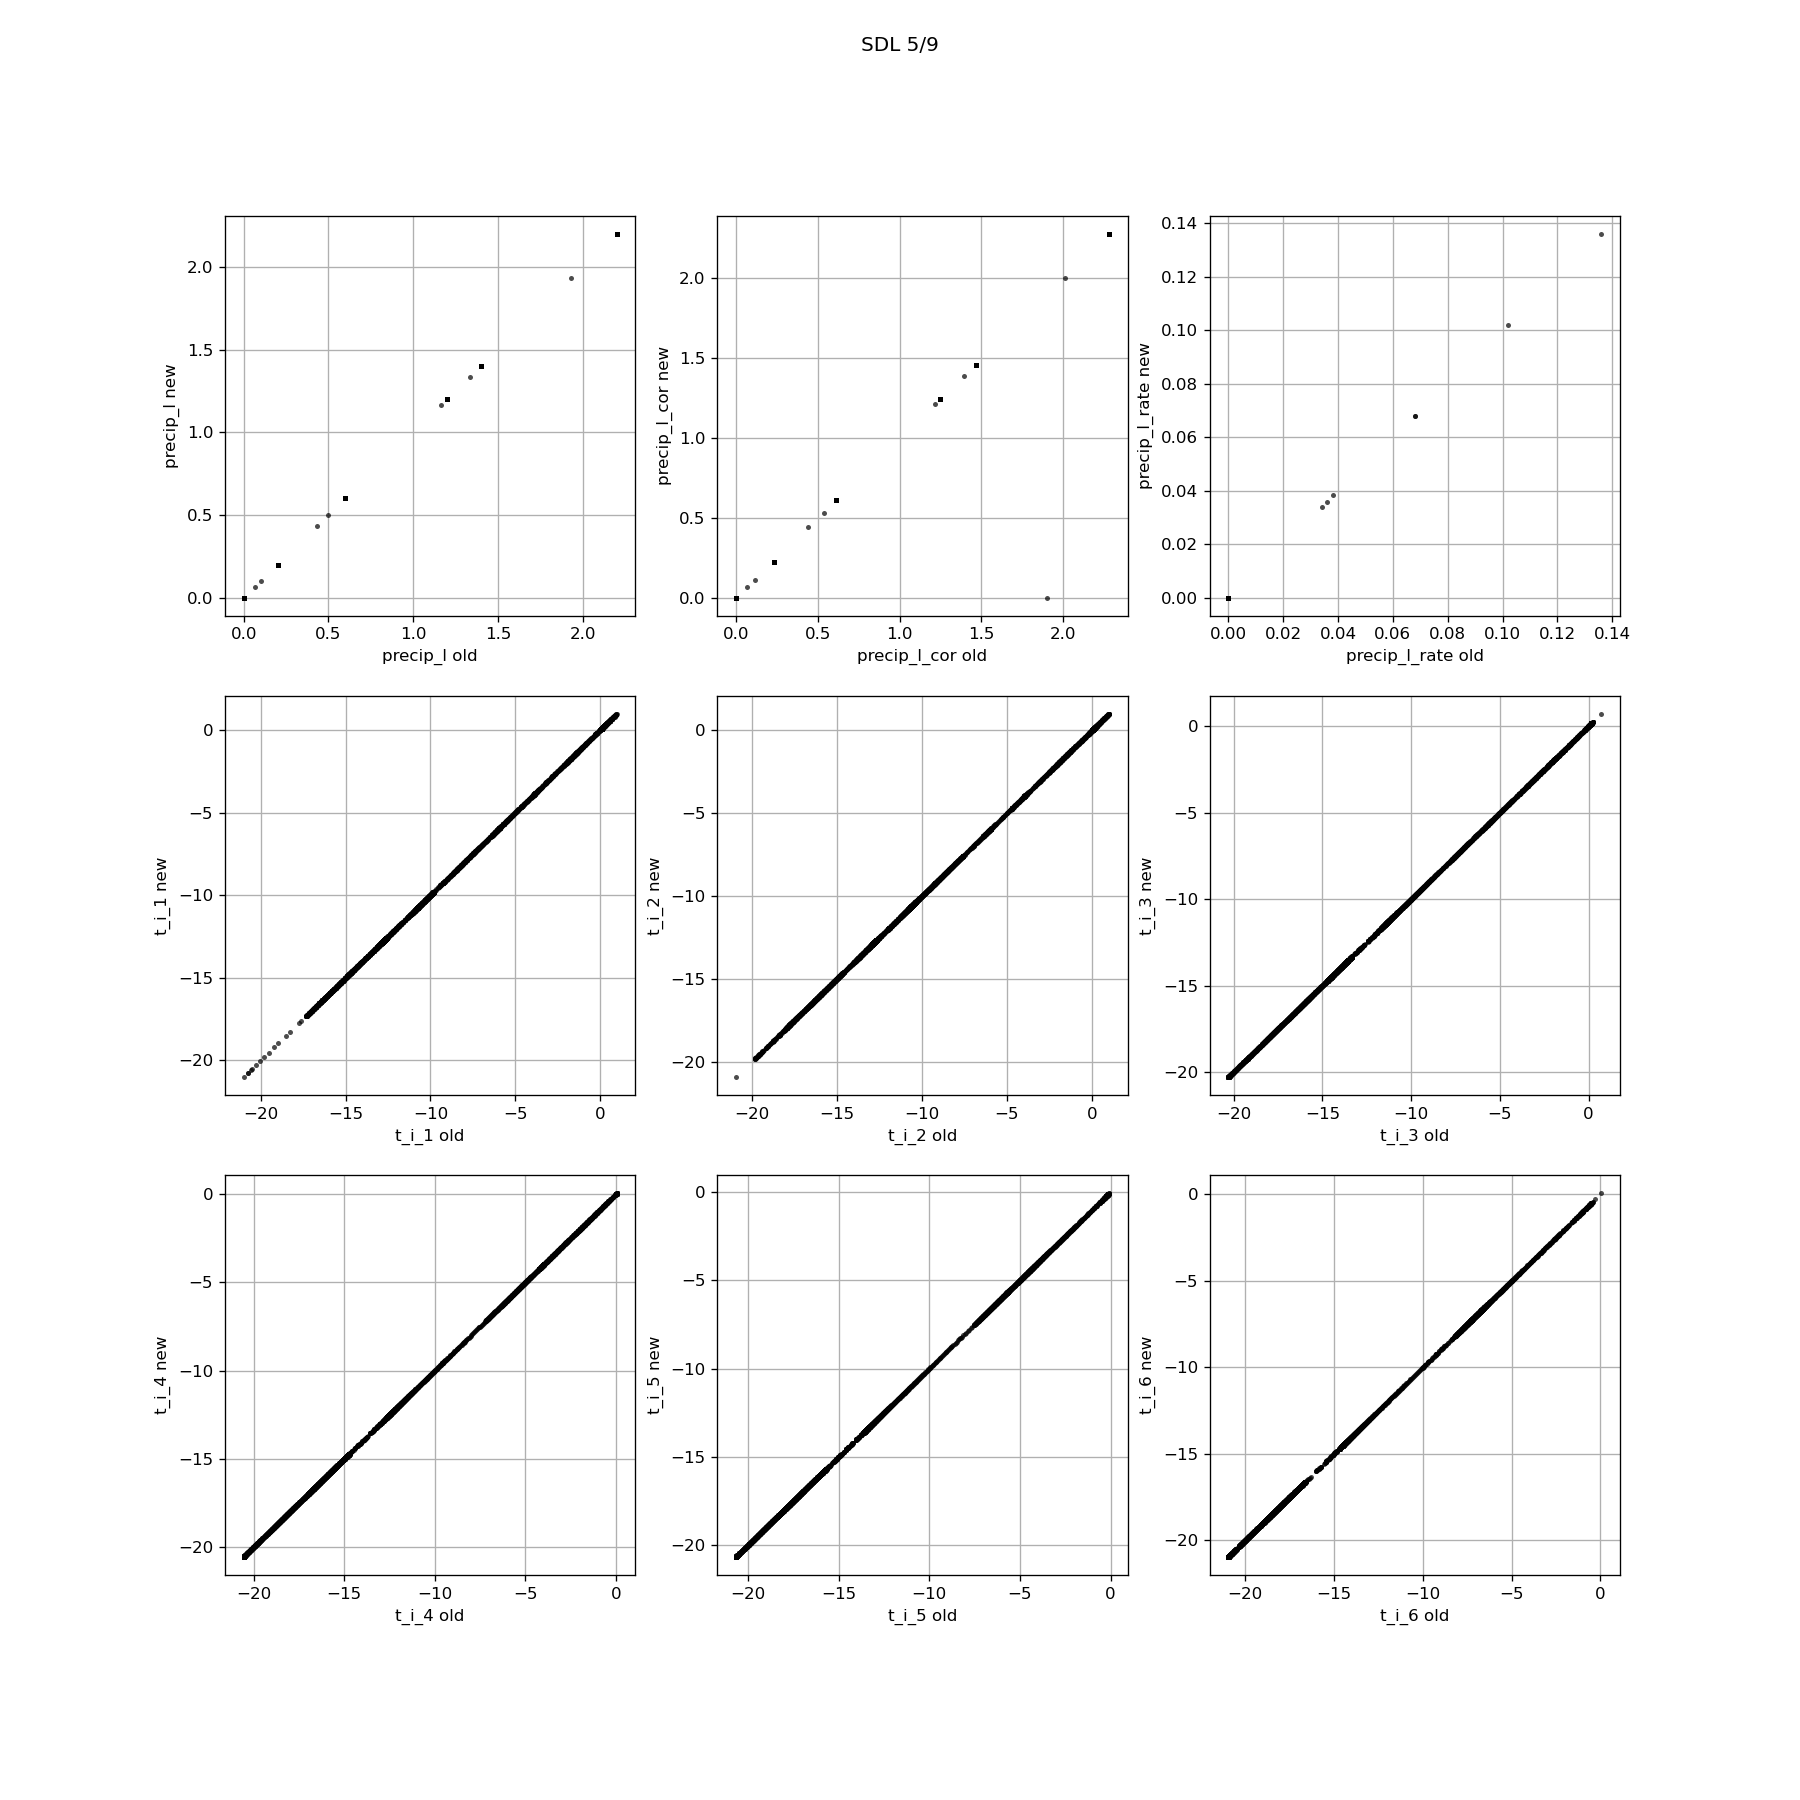 SDL 5/9
precip_l new
2.0
1.5
1.0
0.5
0.0
0.0 0.5 1.0 1.5 2.0
precip_l old
precip_l_cor new
2.0
1.5
1.0
0.5
0.0
0.0 0.5 1.0 1.5 2.0
precip_l_cor old
precip_l_rate new
0.14
0.12
0.10
0.08
0.06
0.04
0.02
0.00
0.00 0.02 0.04 0.06 0.08 0.10 0.12 0.14
precip_l_rate old
t_i_1 new
0
−5
−10
−15
−20
−20 −15 −10 −5 0
t_i_1 old
t_i_2 new
0
−5
−10
−15
−20
−20 −15 −10 −5 0
t_i_2 old
t_i_3 new
0
−5
−10
−15
−20
−20 −15 −10 −5 0
t_i_3 old
t_i_4 new
0
−5
−10
−15
−20
−20 −15 −10 −5 0
t_i_4 old
t_i_5 new
0
−5
−10
−15
−20
−20 −15 −10 −5 0
t_i_5 old
t_i_6 new
0
−5
−10
−15
−20
−20 −15 −10 −5 0
t_i_6 old